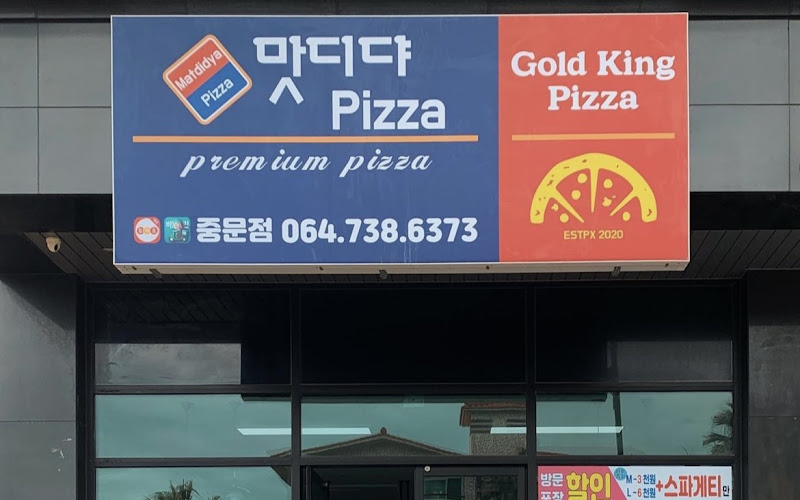 Matdidya
Pizza
맛디댜
Pizza
premium pizza
중문점 064.738.6373
Gold King
Pizza
ESTPX 2020
방문
포장
할인
M-3천원
L-6천원
+스파게티만